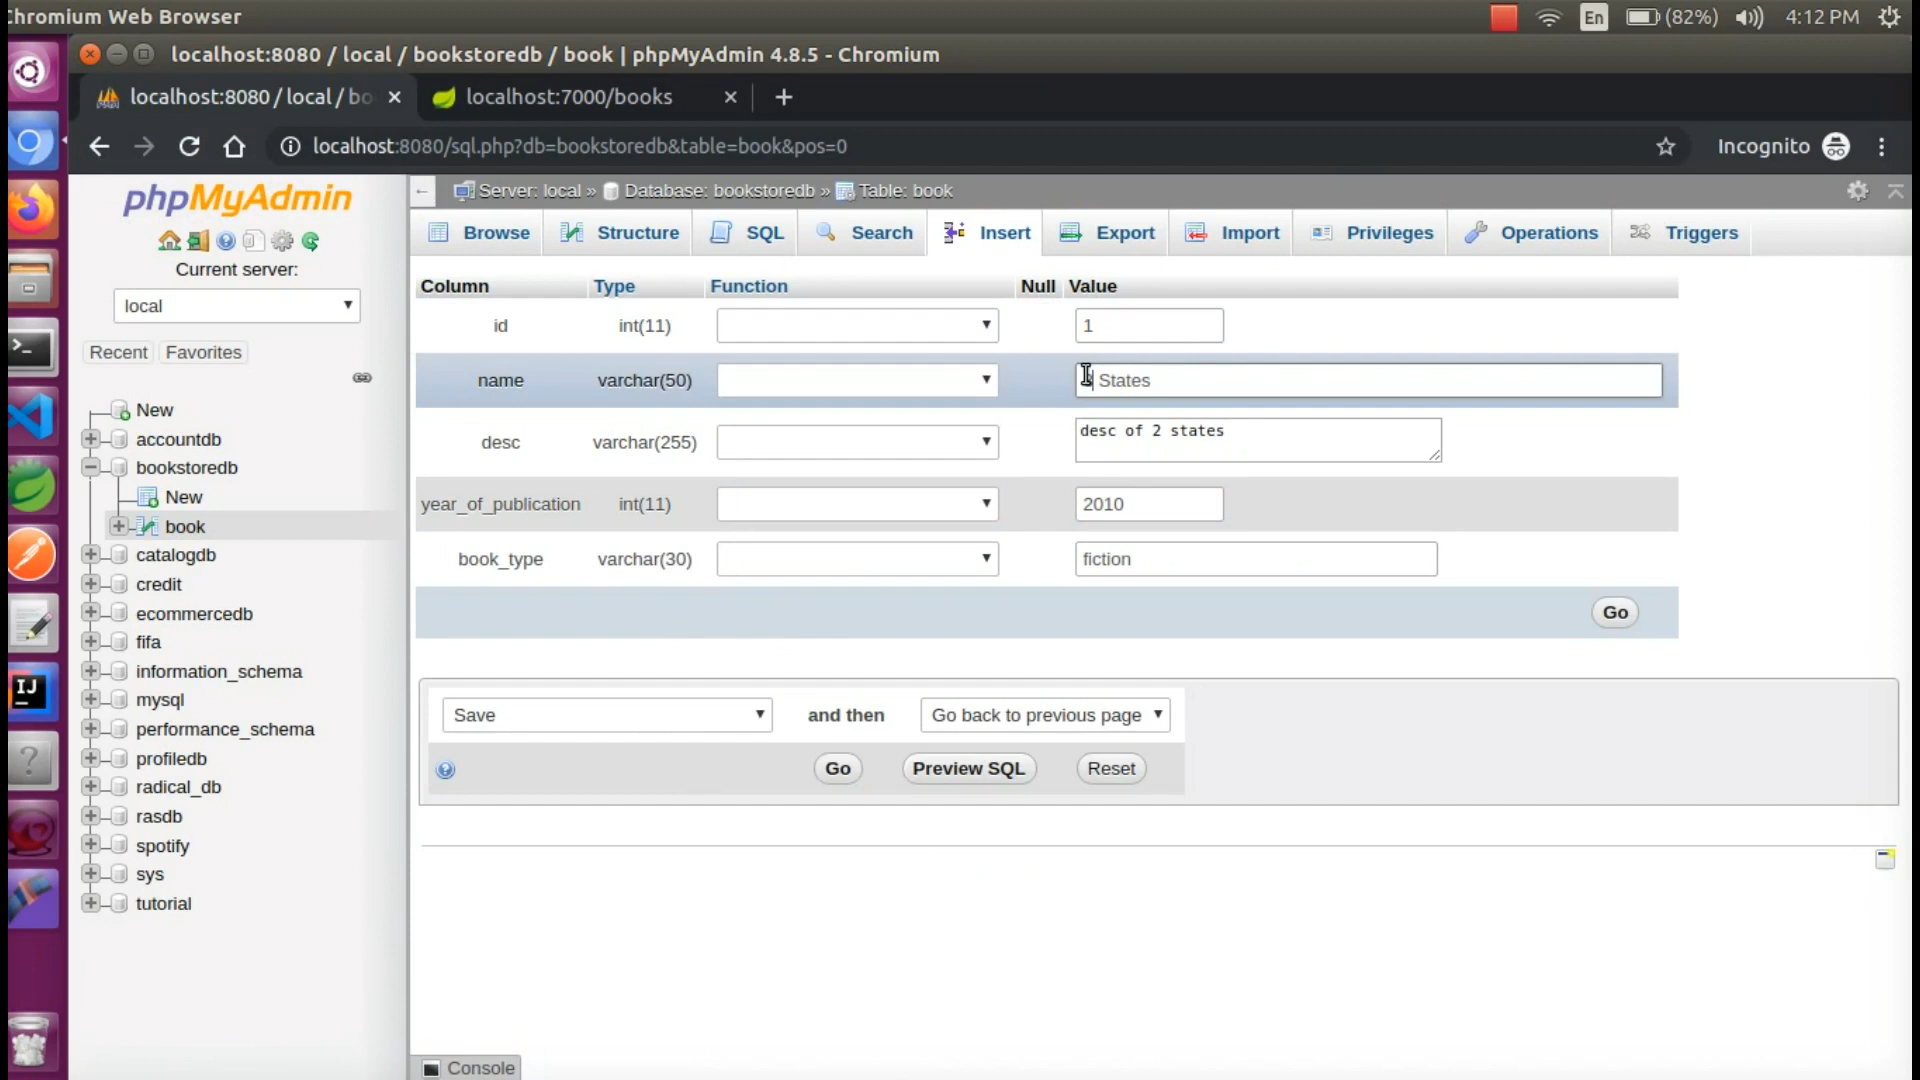 Chromium Web Browser
En
(82%)
4:12 PM
localhost:8080 / local / bookstoredb / book | phpMyAdmin 4.8.5 - Chromium
localhost:8080 / local / bo
localhost:7000/books
localhost:8080/sql.php?db=bookstoredb&table=book&pos=0
Incognito
phpMyAdmin
Current server:
local
Recent
Favorites
New
accountdb
bookstoredb
New
book
catalogdb
credit
ecommercedb
fifa
information_schema
mysql
performance_schema
profiledb
radical_db
rasdb
spotify
sys
tutorial
Server: local » Database: bookstoredb » Table: book
Browse
Structure
SQL
Search
Insert
Export
Import
Privileges
Operations
Triggers
Column Type Function Null Value
id int(11) 1
name varchar(50) States
desc varchar(255) desc of 2 states
year_of_publication int(11) 2010
book_type varchar(30) fiction
Go
Save and then Go back to previous page
Go Preview SQL Reset
Console
IJ